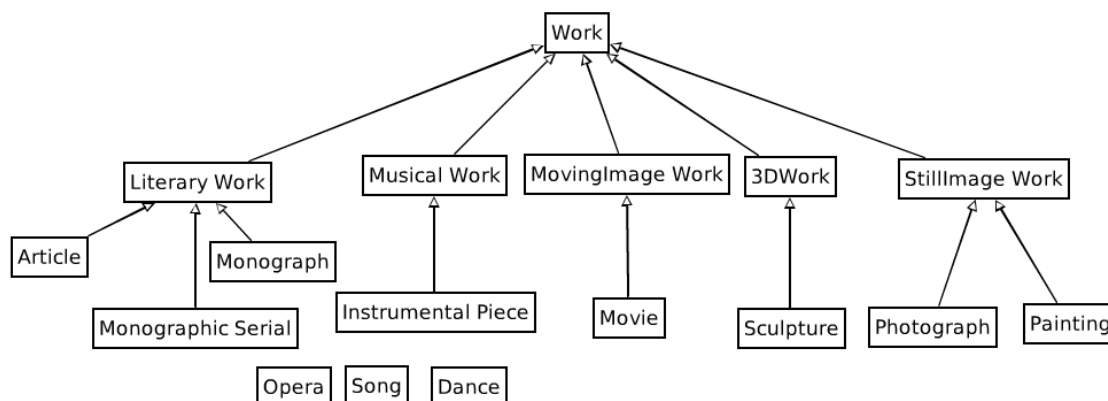 Work
Literary Work
Musical Work
MovingImage Work
3DWork
StillImage Work
Article
Monograph
Monographic Serial
Instrumental Piece
Movie
Sculpture
Photograph
Painting
Opera
Song
Dance